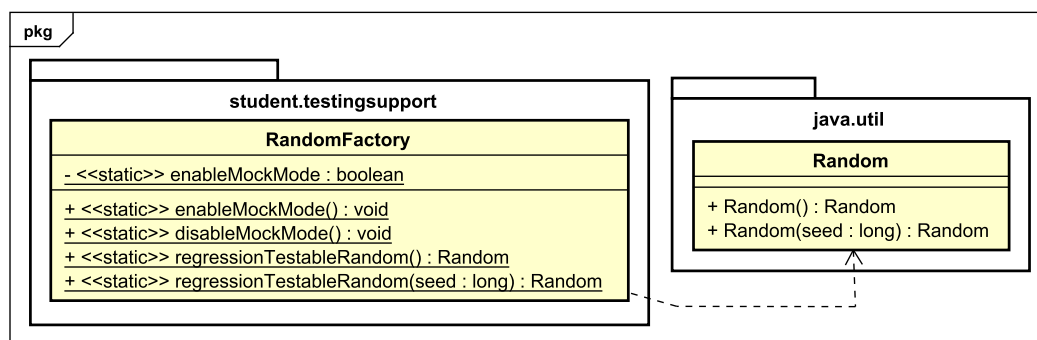 pkg
student.testingsupport
RandomFactory
- <<static>> enableMockMode : boolean
+ <<static>> enableMockMode() : void
+ <<static>> disableMockMode() : void
+ <<static>> regressionTestableRandom() : Random
+ <<static>> regressionTestableRandom(seed : long) : Random
java.util
Random
+ Random() : Random
+ Random(seed : long) : Random